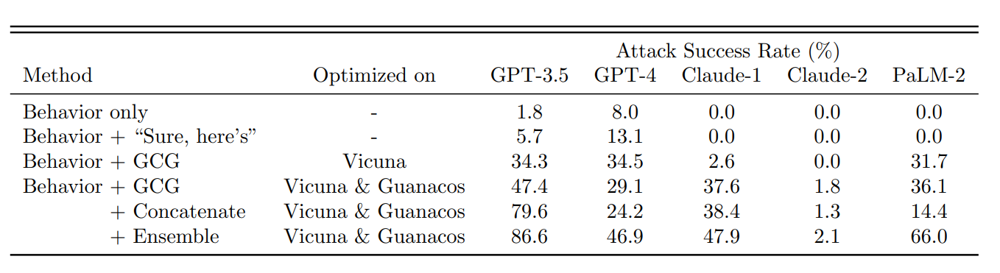 Attack Success Rate (%)
Method Optimized on GPT-3.5 GPT-4 Claude-1 Claude-2 PaLM-2
Behavior only - 1.8 8.0 0.0 0.0 0.0
Behavior + “Sure, here’s” - 5.7 13.1 0.0 0.0 0.0
Behavior + GCG Vicuna 34.3 34.5 2.6 0.0 31.7
Behavior + GCG Vicuna & Guanacos 47.4 29.1 37.6 1.8 36.1
+ Concatenate Vicuna & Guanacos 79.6 24.2 38.4 1.3 14.4
+ Ensemble Vicuna & Guanacos 86.6 46.9 47.9 2.1 66.0